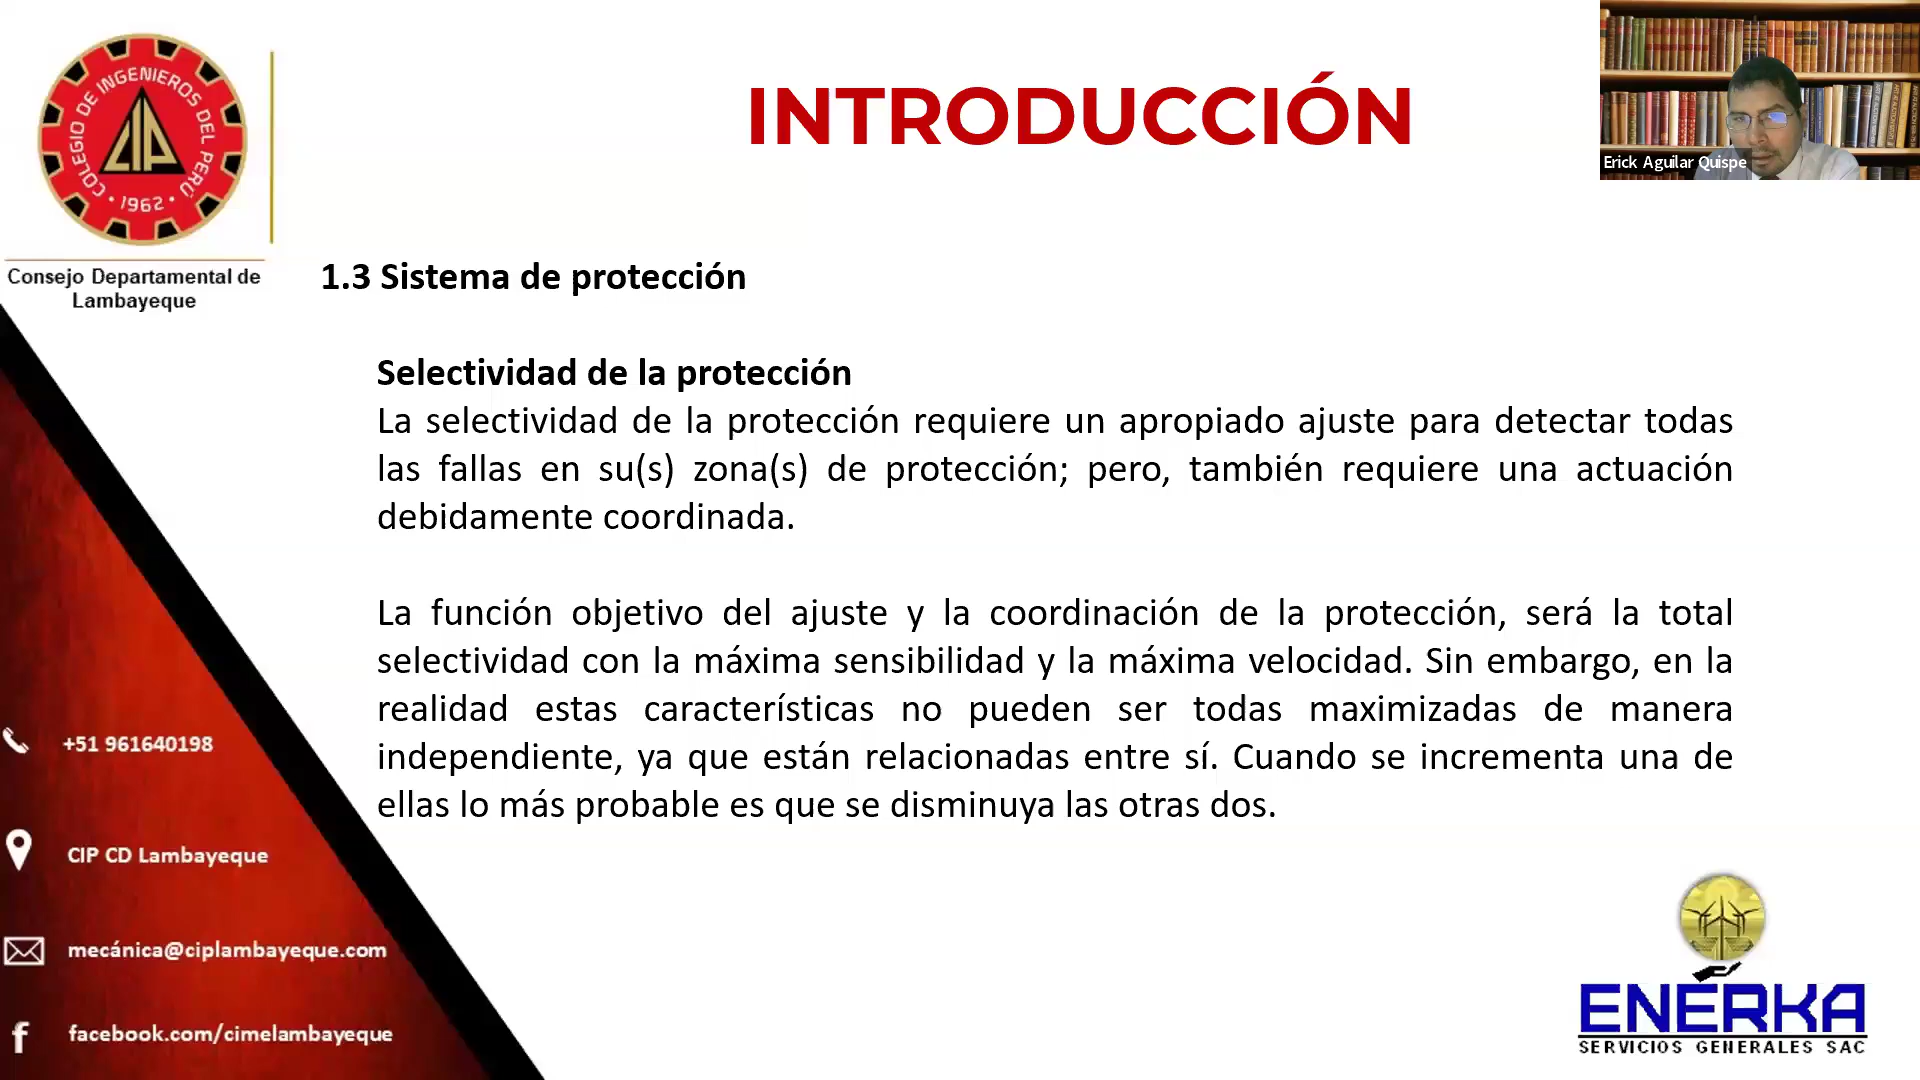 COLEGIO DE INGENIEROS DEL PERÚ
CIP
• 1962 •
Consejo Departamental de
Lambayeque
INTRODUCCIÓN
Erick Aguilar Quispe
1.3 Sistema de protección
Selectividad de la protección
La selectividad de la protección requiere un apropiado ajuste para detectar todas
las fallas en su(s) zona(s) de protección; pero, también requiere una actuación
debidamente coordinada.
La función objetivo del ajuste y la coordinación de la protección, será la total
selectividad con la máxima sensibilidad y la máxima velocidad. Sin embargo, en la
realidad estas características no pueden ser todas maximizadas de manera
independiente, ya que están relacionadas entre sí. Cuando se incrementa una de
ellas lo más probable es que se disminuya las otras dos.
+51 961640198
CIP CD Lambayeque
mecánica@ciplambayeque.com
facebook.com/cimelambayeque
ENERKA
SERVICIOS GENERALES SAC